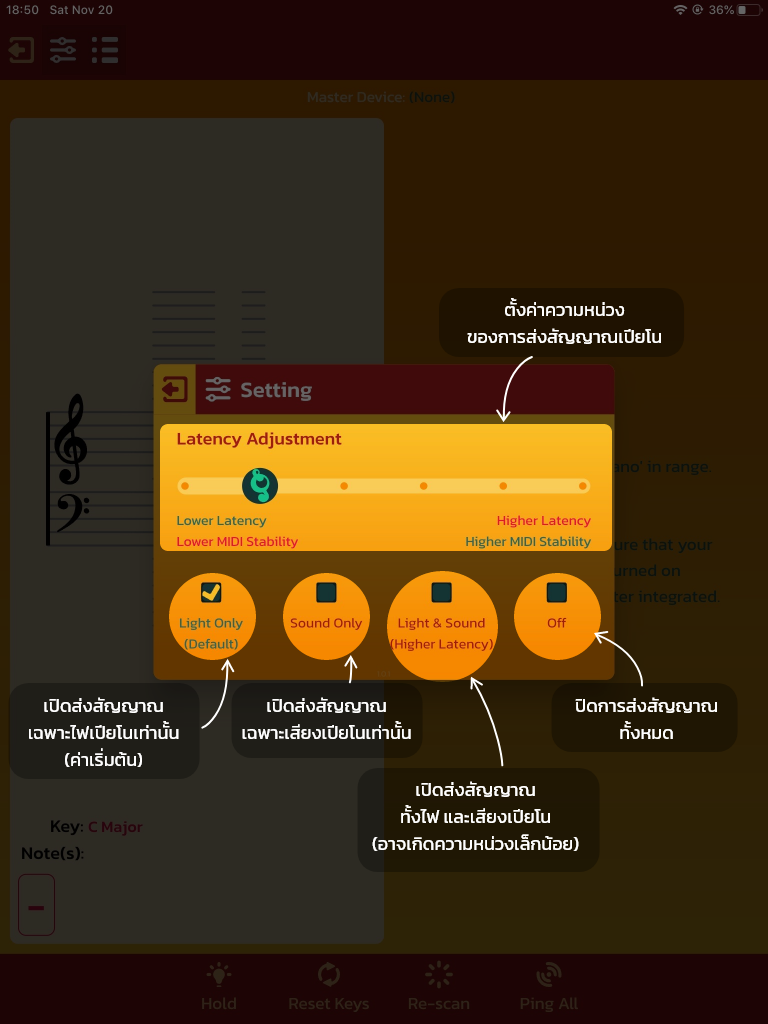 18:50 Sat Nov 20
36%
Master Device: (None)
ตั้งค่าความหน่วง
ของการส่งสัญญาณเปียโน
Setting
Latency Adjustment
ano' in range.
Lower Latency
Higher Latency
Lower MIDI Stability
Higher MIDI Stability
ure that your
urned on
ter integrated.
Light Only
(Default)
Sound Only
Light & Sound
(Higher Latency)
Off
เปิดส่งสัญญาณ
เฉพาะไฟเปียโนเท่านั้น
(ค่าเริ่มต้น)
เปิดส่งสัญญาณ
เฉพาะเสียงเปียโนเท่านั้น
ปิดการส่งสัญญาณ
ทั้งหมด
เปิดส่งสัญญาณ
ทั้งไฟ และเสียงเปียโน
(อาจเกิดความหน่วงเล็กน้อย)
Key: C Major
Note(s):
–
Hold
Reset Keys
Re-scan
Ping All